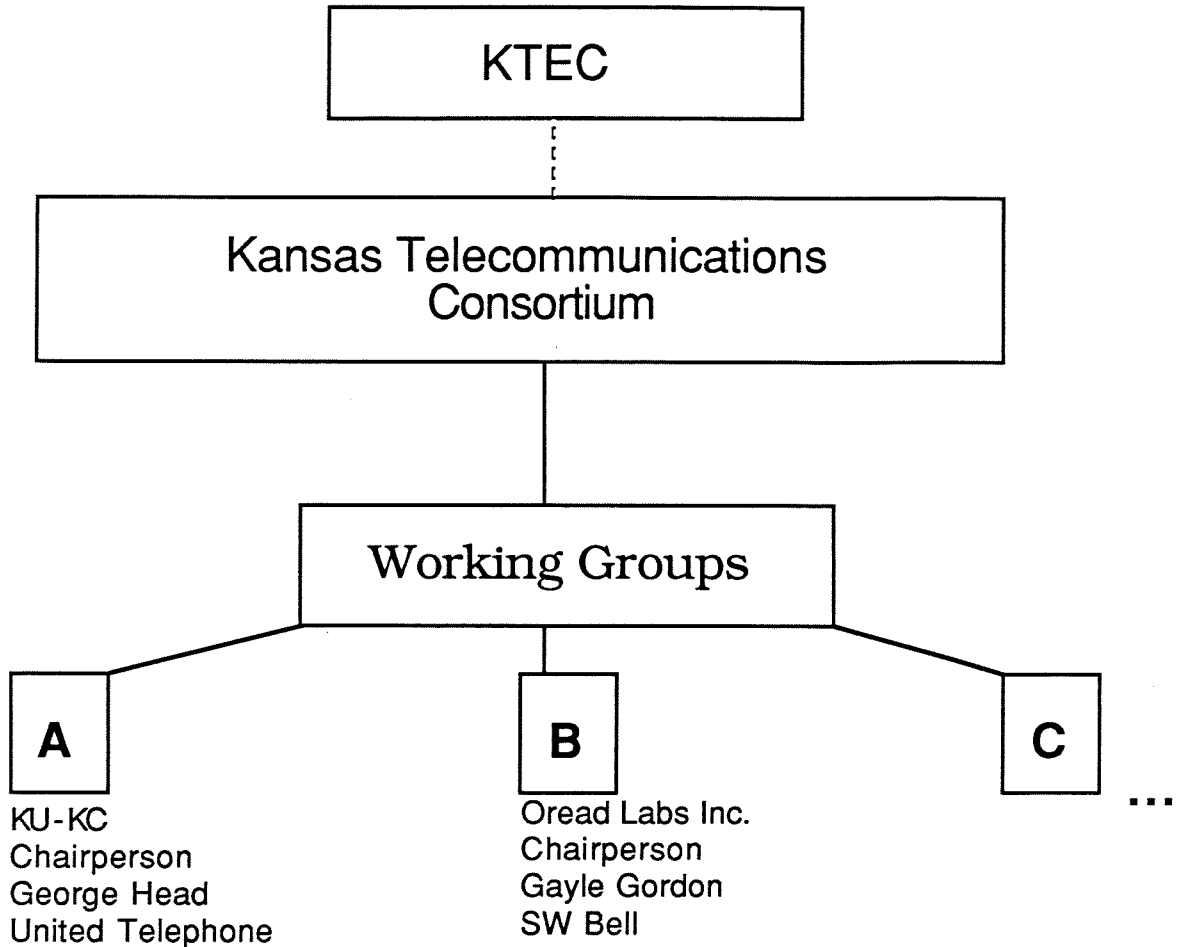 KTEC
Kansas Telecommunications
Consortium
Working Groups
A
B
C
...
KU-KC
Chairperson
George Head
United Telephone
Oread Labs Inc.
Chairperson
Gayle Gordon
SW Bell